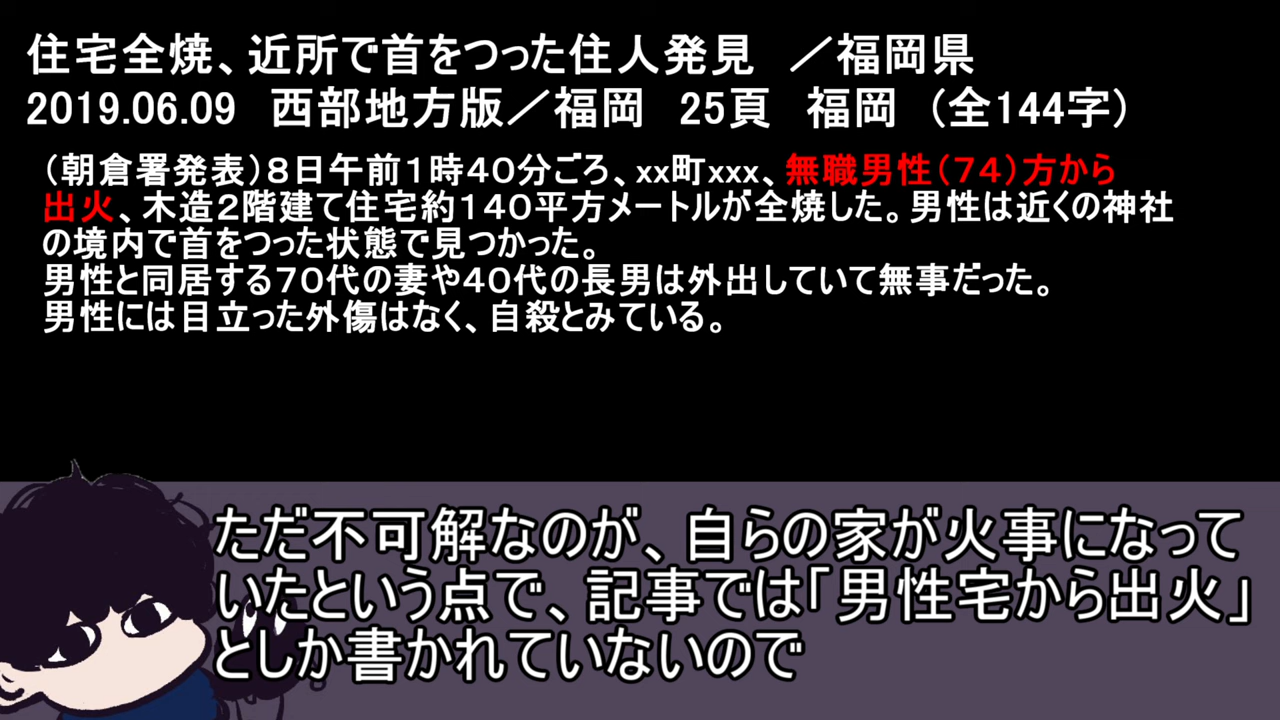 住宅全焼、近所で首をつった住人発見　／福岡県
2019.06.09　西部地方版／福岡　25頁　福岡　（全144字）
（朝倉署発表）８日午前１時４０分ごろ、xx町xxx、無職男性（７４）方から
出火、木造２階建て住宅約１４０平方メートルが全焼した。男性は近くの神社
の境内で首をつった状態で見つかった。
男性と同居する７０代の妻や４０代の長男は外出していて無事だった。
男性には目立った外傷はなく、自殺とみている。
ただ不可解なのが、自らの家が火事になって
いたという点で、記事では「男性宅から出火」
としか書かれていないので